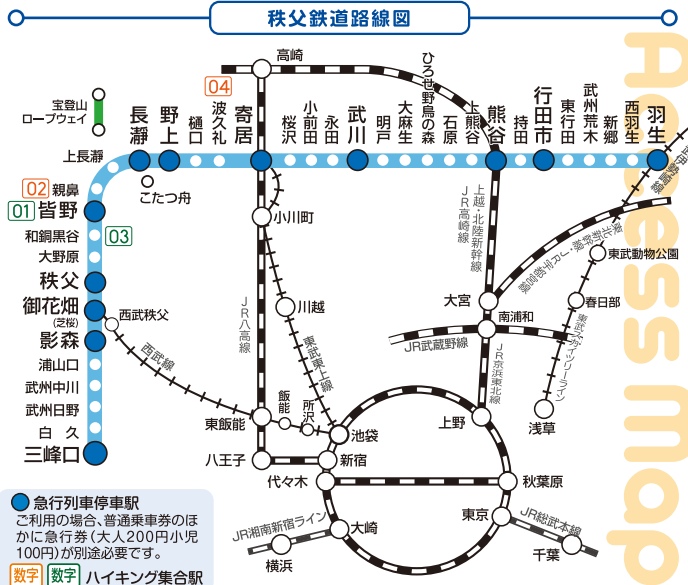 秩父鉄道路線図
Access map
高崎
04
宝登山
ロープウェイ
長瀞
野上
樋口
波久礼
寄居
桜沢
小前田
永田
武川
明戸
大麻生
ひろせ野鳥の森
石原
上熊谷
熊谷
持田
行田市
東行田
武州荒木
新郷
西羽生
羽生
上長瀞
こたつ舟
02
親鼻
01
皆野
和銅黒谷
03
大野原
秩父
御花畑
(芝桜)
西武秩父
影森
浦山口
武州中川
武州日野
白久
三峰口
西武線
小川町
JR八高線
川越
東武東上線
飯能
所沢
東飯能
池袋
八王子
新宿
代々木
上越・北陸新幹線
JR高崎線
東北新幹線・JR宇都宮線
伊勢崎線
東武動物公園
大宮
春日部
南浦和
JR武蔵野線
JR京浜東北線
東武スカイツリーライン
上野
浅草
秋葉原
東京
JR総武本線
千葉
JR湘南新宿ライン
大崎
横浜
急行列車停車駅
ご利用の場合、普通乗車券のほ
かに急行券(大人200円小児
100円)が別途必要です。
数字 数字 ハイキング集合駅